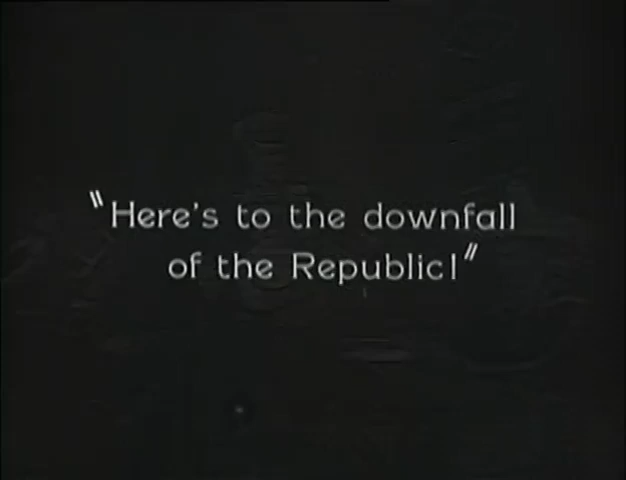 "Here's to the downfall
of the Republic!"